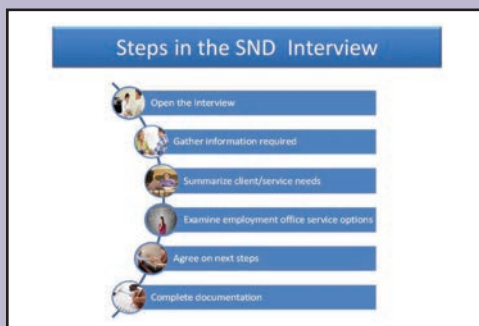 Steps in the SND Interview
Open the interview
Gather information required
Summarize client/service needs
Examine employment office service options
Agree on next steps
Complete documentation